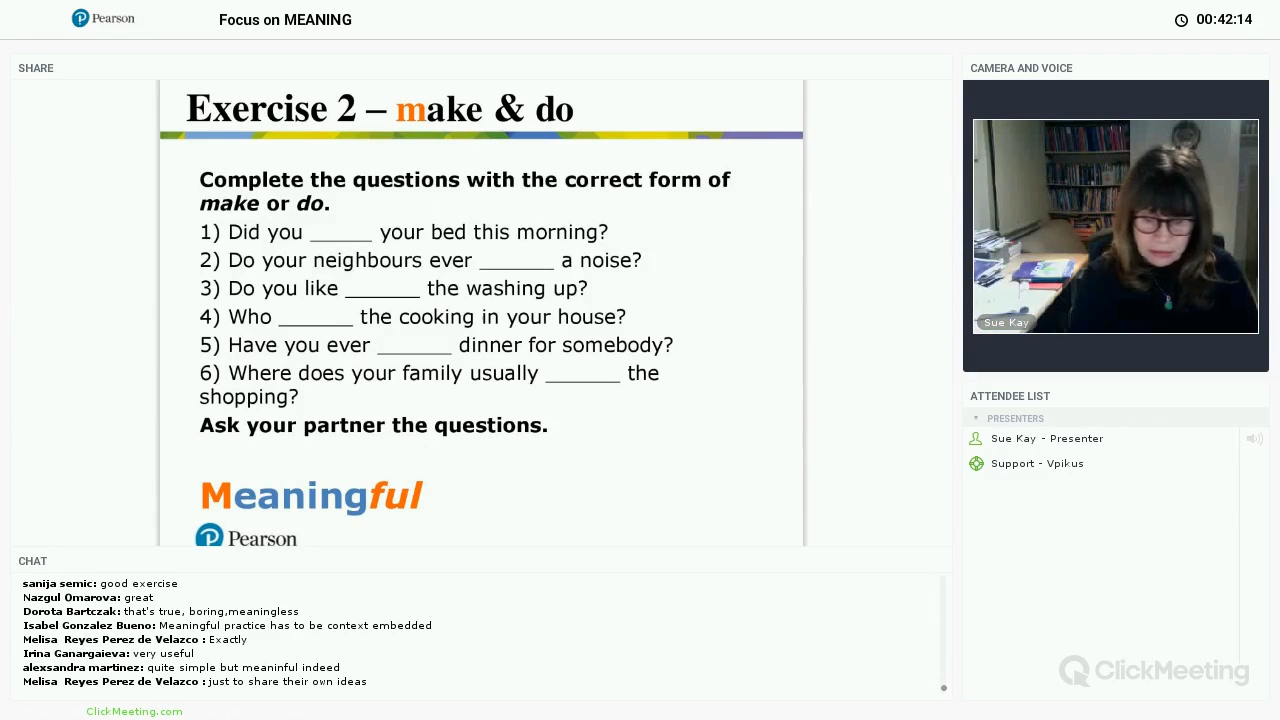 Pearson
Focus on MEANING
00:42:14
SHARE
Exercise 2 – make & do
Complete the questions with the correct form of
make or do.
1) Did you ______ your bed this morning?
2) Do your neighbours ever _______ a noise?
3) Do you like _______ the washing up?
4) Who _______ the cooking in your house?
5) Have you ever _______ dinner for somebody?
6) Where does your family usually _______ the
shopping?
Ask your partner the questions.
Meaningful
Pearson
CAMERA AND VOICE
Sue Kay
ATTENDEE LIST
PRESENTERS
Sue Kay - Presenter
Support - Vpikus
CHAT
sanija semic: good exercise
Nazgul Omarova: great
Dorota Bartczak: that's true, boring,meaningless
Isabel Gonzalez Bueno: Meaningful practice has to be context embedded
Melisa Reyes Perez de Velazco : Exactly
Irina Ganargaieva: very useful
alexsandra martinez: quite simple but meaninful indeed
Melisa Reyes Perez de Velazco : just to share their own ideas
ClickMeeting
ClickMeeting.com